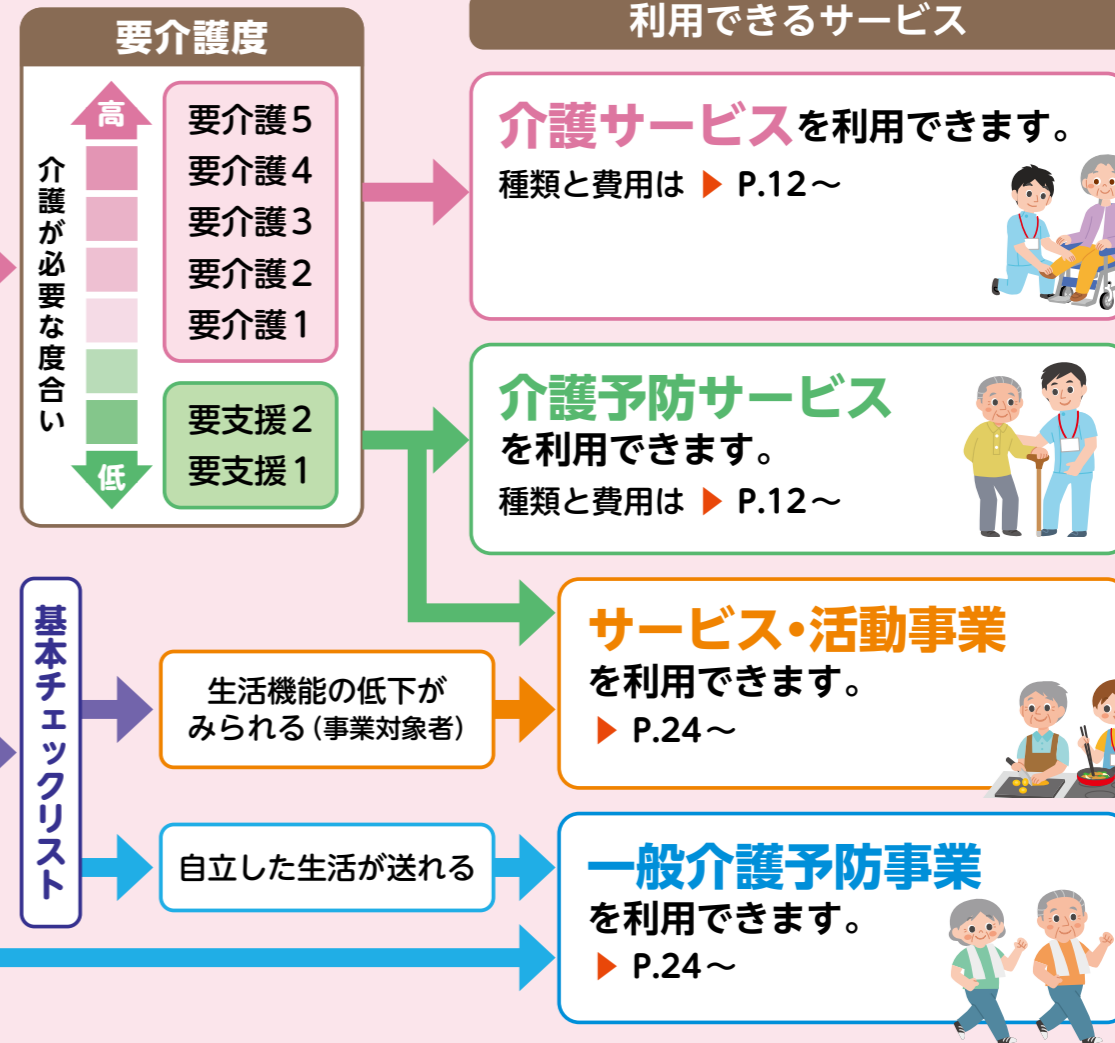 要介護度
利用できるサービス
介護が必要な度合い
高
低
要介護5
要介護4
要介護3
要介護2
要介護1
要支援2
要支援1
介護サービスを利用できます。
種類と費用は ▶ P.12～
介護予防サービス
を利用できます。
種類と費用は ▶ P.12～
基本チェックリスト
生活機能の低下が
みられる（事業対象者）
サービス・活動事業
を利用できます。
▶ P.24～
自立した生活が送れる
一般介護予防事業
を利用できます。
▶ P.24～